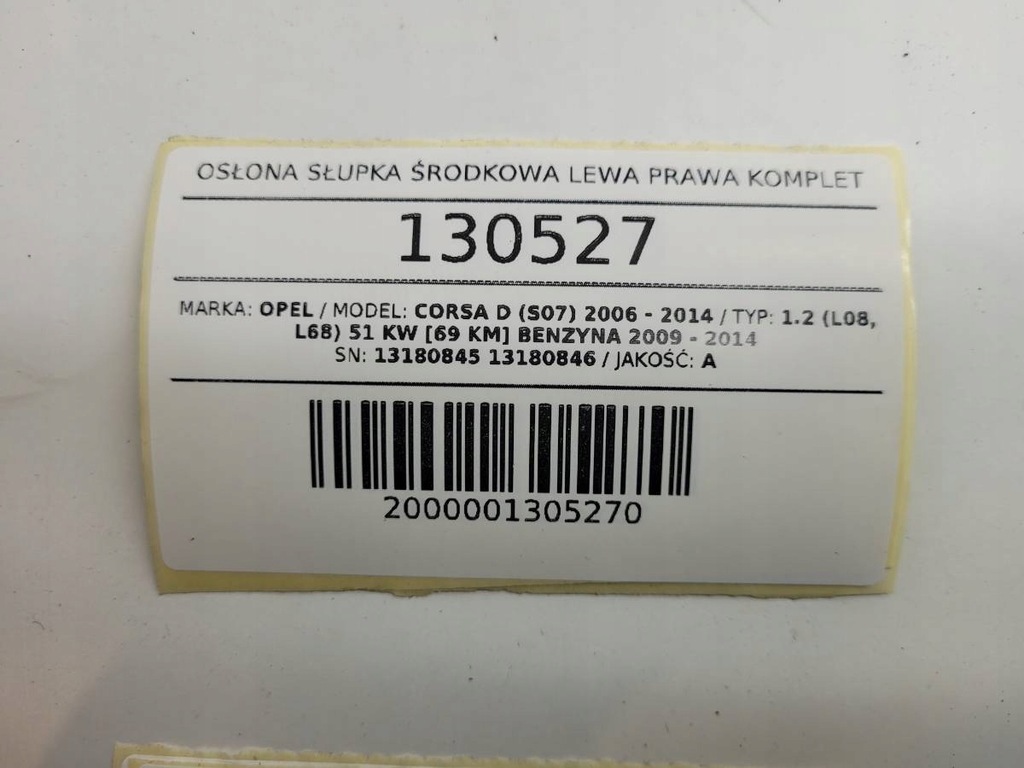 OSŁONA SŁUPKA ŚRODKOWA LEWA PRAWA KOMPLET
130527
MARKA: OPEL / MODEL: CORSA D (S07) 2006 - 2014 / TYP: 1.2 (L08,
L68) 51 KW [69 KM] BENZYNA 2009 - 2014
SN: 13180845 13180846 / JAKOŚĆ: A
2000001305270